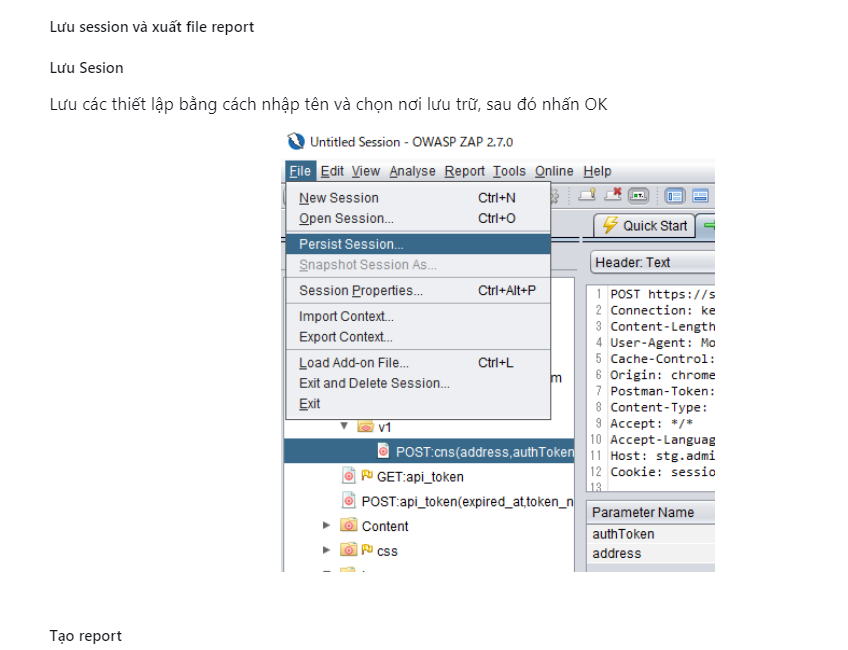 Lưu session và xuất file report
Lưu Sesion
Lưu các thiết lập bằng cách nhập tên và chọn nơi lưu trữ, sau đó nhấn OK
Untitled Session - OWASP ZAP 2.7.0
File Edit View Analyse Report Tools Online Help
New Session Ctrl+N
Open Session... Ctrl+O
Persist Session...
Snapshot Session As...
Session Properties... Ctrl+Alt+P
Import Context...
Export Context...
Load Add-on File... Ctrl+L
Exit and Delete Session...
Exit
m
v1
POST:cns(address,authToken
GET:api_token
POST:api_token(expired_at,token_n
Content
css
Quick Start
Header: Text
1 POST https://s
2 Connection: ke
3 Content-Length
4 User-Agent: Mo
5 Cache-Control:
6 Origin: chrome
7 Postman-Token:
8 Content-Type:
9 Accept: */*
10 Accept-Languag
11 Host: stg.admi
12 Cookie: sessio
13
Parameter Name
authToken
address
Tạo report